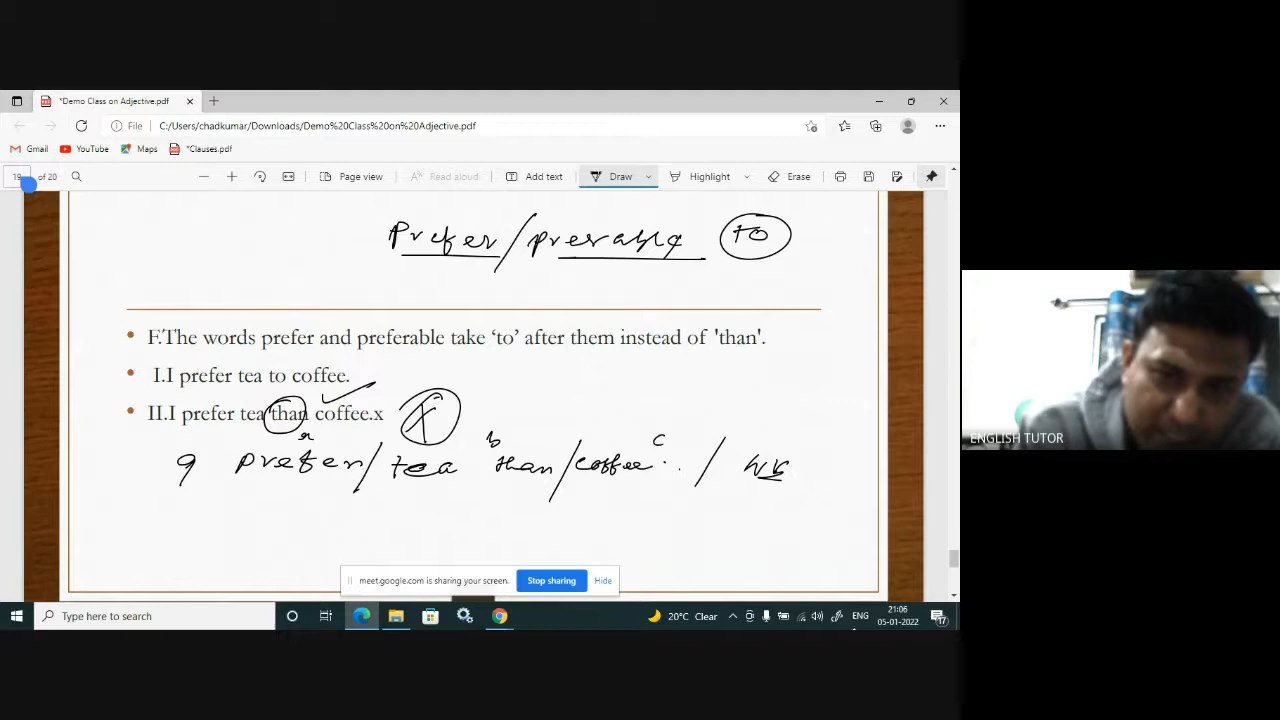 *Demo Class on Adjective.pdf
File C:/Users/chadkumar/Downloads/Demo%20Class%20on%20Adjective.pdf
Gmail YouTube Maps *Clauses.pdf
19 of 20 Page view Read aloud Add text Draw Highlight Erase
Prefer/preerable to
F.The words prefer and preferable take ‘to’ after them instead of 'than'.
I.I prefer tea to coffee.
II.I prefer tea than coffee.x
a b c
I prefer/ tea than/coffee../
ENGLISH TUTOR
meet.google.com is sharing your screen. Stop sharing Hide
Type here to search 20°C Clear ENG 21:06
05-01-2022 17